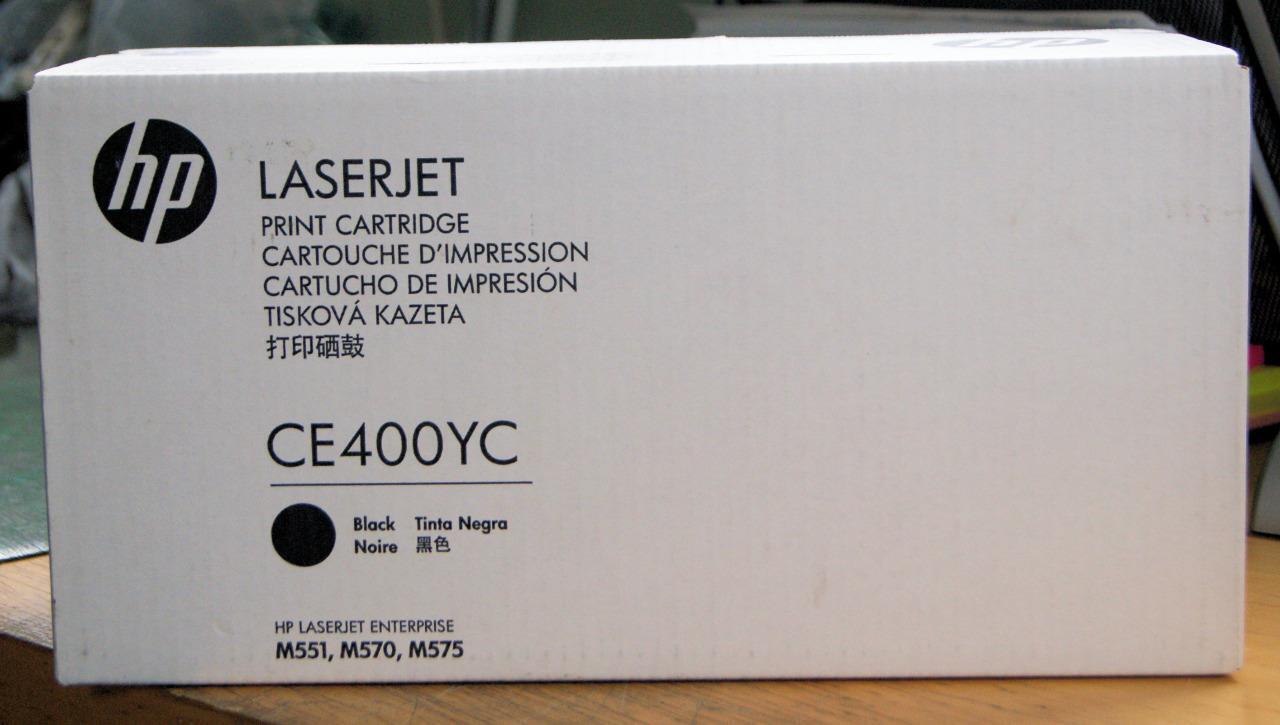 hp
LASERJET
PRINT CARTRIDGE
CARTOUCHE D'IMPRESSION
CARTUCHO DE IMPRESIÓN
TISKOVÁ KAZETA
打印硒鼓
CE400YC
Black Tinta Negra
Noire 黑色
HP LASERJET ENTERPRISE
M551, M570, M575